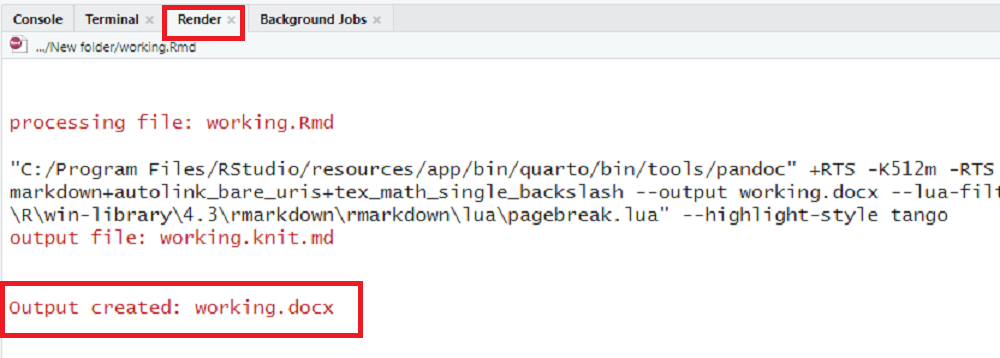 Console Terminal Render Background Jobs
.../New folder/working.Rmd
processing file: working.Rmd
"C:/Program Files/RStudio/resources/app/bin/quarto/bin/tools/pandoc" +RTS -K512m -RTS
markdown+autolink_bare_uris+tex_math_single_backslash --output working.docx --lua-filt
\R\win-library\4.3\rmarkdown\rmarkdown\lua\pagebreak.lua" --highlight-style tango
output file: working.knit.md
Output created: working.docx